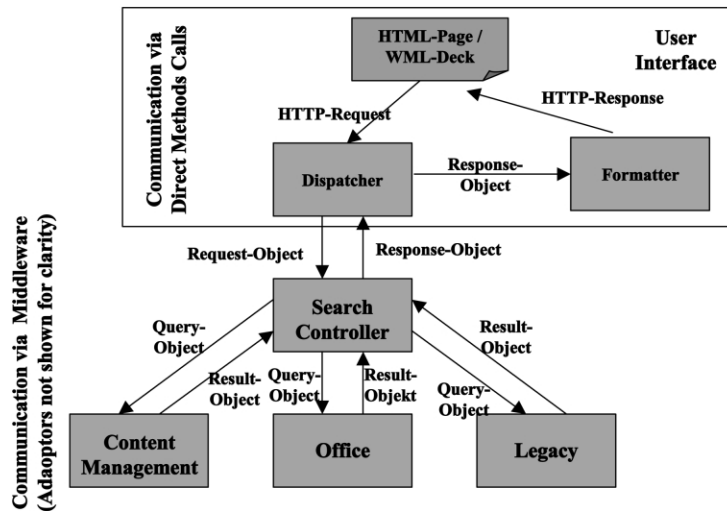 HTML-Page /
WML-Deck
User
Interface
Communication via
Direct Methods Calls
HTTP-Request
HTTP-Response
Dispatcher
Response-
Object
Formatter
Request-Object
Response-Object
Communication via Middleware
(Adaoptors not shown for clarity)
Search
Controller
Query-
Object
Result-
Object
Query-
Object
Result-
Objekt
Query-
Object
Result-
Object
Content
Management
Office
Legacy